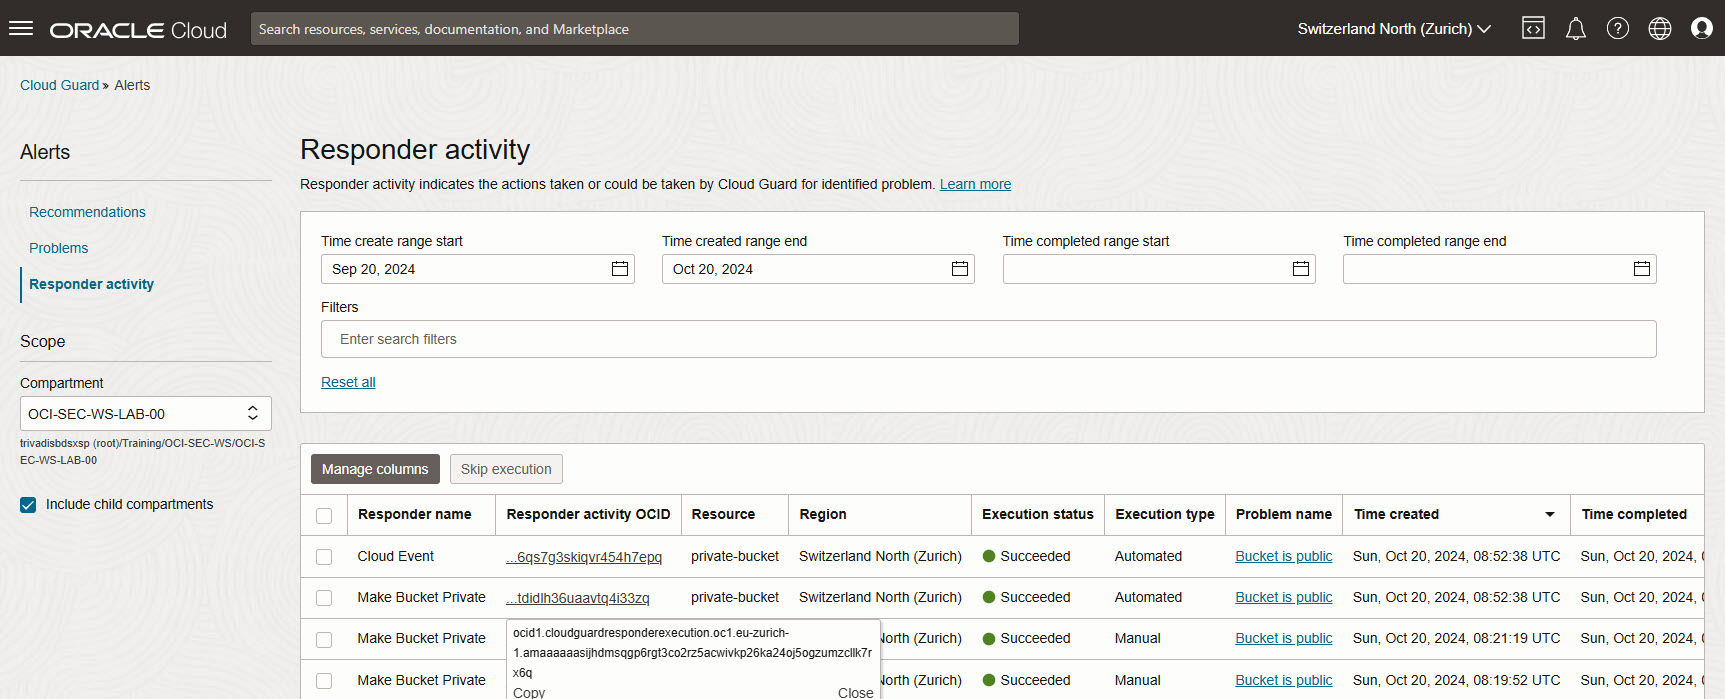 ORACLE Cloud
Search resources, services, documentation, and Marketplace
Switzerland North (Zurich)
Cloud Guard » Alerts
Alerts
Recommendations
Problems
Responder activity
Scope
Compartment
OCI-SEC-WS-LAB-00
trivadisbdsxsp (root)/Training/OCI-SEC-WS/OCI-S
EC-WS-LAB-00
Include child compartments
Responder activity
Responder activity indicates the actions taken or could be taken by Cloud Guard for identified problem. Learn more
Time create range start Time created range end Time completed range start Time completed range end
Sep 20, 2024 Oct 20, 2024
Filters
Enter search filters
Reset all
Manage columns Skip execution
Responder name Responder activity OCID Resource Region Execution status Execution type Problem name Time created Time completed
Cloud Event ...6qs7g3skiqvr454h7epq private-bucket Switzerland North (Zurich) Succeeded Automated Bucket is public Sun, Oct 20, 2024, 08:52:38 UTC Sun, Oct 20, 2024,
Make Bucket Private ...tdidlh36uaavtq4i33zq private-bucket Switzerland North (Zurich) Succeeded Automated Bucket is public Sun, Oct 20, 2024, 08:52:38 UTC Sun, Oct 20, 2024,
Make Bucket Private North (Zurich) Succeeded Manual Bucket is public Sun, Oct 20, 2024, 08:21:19 UTC Sun, Oct 20, 2024,
Make Bucket Private North (Zurich) Succeeded Manual Bucket is public Sun, Oct 20, 2024, 08:19:52 UTC Sun, Oct 20, 2024,
ocid1.cloudguardresponderexecution.oc1.eu-zurich-
1.amaaaaaasijhdmsqgp6rgt3co2rz5acwivkp26ka24oj5ogzumzcllk7r
x6q
Copy Close